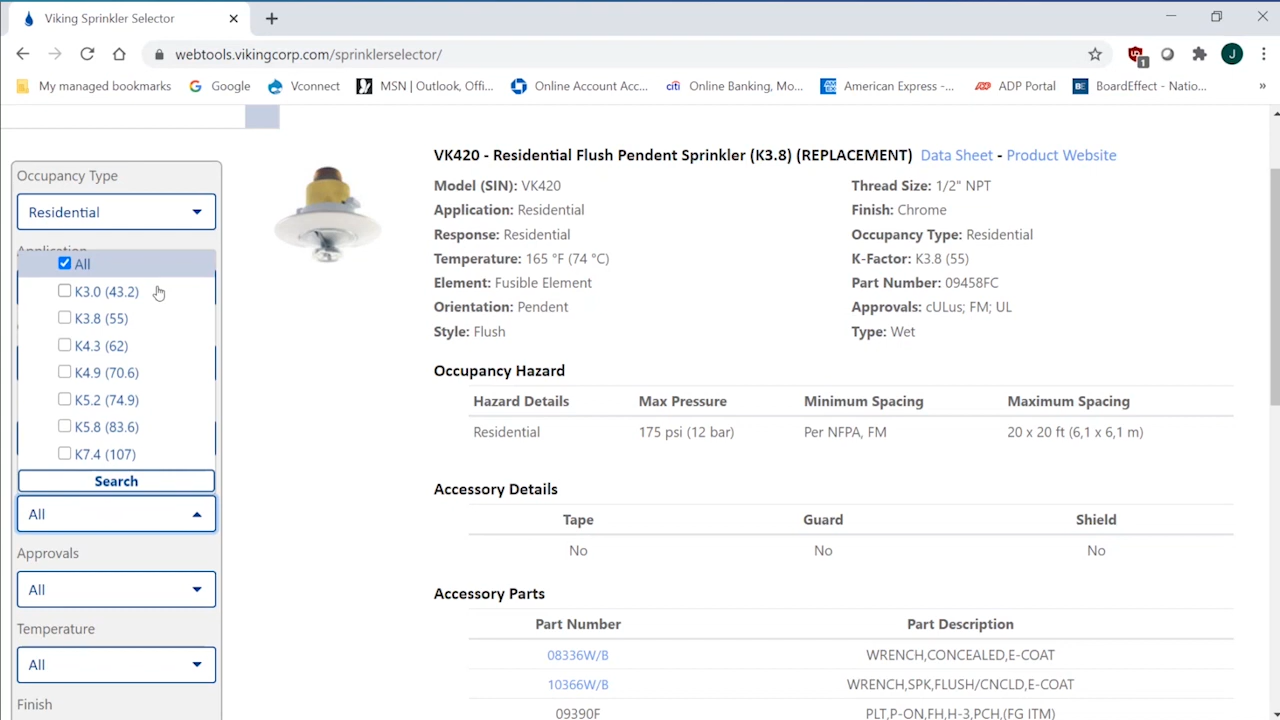 Viking Sprinkler Selector
webtools.vikingcorp.com/sprinklerselector/
1
J
My managed bookmarks
Google
Vconnect
MSN | Outlook, Offi...
Online Account Acc...
citi Online Banking, Mo...
American Express -...
ADP Portal
BE BoardEffect - Natio...
»
Occupancy Type
Residential
Application
All
K3.0 (43.2)
K3.8 (55)
K4.3 (62)
K4.9 (70.6)
K5.2 (74.9)
K5.8 (83.6)
K7.4 (107)
Search
All
Approvals
All
Temperature
All
Finish
VK420 - Residential Flush Pendent Sprinkler (K3.8) (REPLACEMENT) Data Sheet - Product Website
Model (SIN): VK420
Application: Residential
Response: Residential
Temperature: 165 °F (74 °C)
Element: Fusible Element
Orientation: Pendent
Style: Flush
Thread Size: 1/2" NPT
Finish: Chrome
Occupancy Type: Residential
K-Factor: K3.8 (55)
Part Number: 09458FC
Approvals: cULus; FM; UL
Type: Wet
Occupancy Hazard
Hazard Details Max Pressure Minimum Spacing Maximum Spacing
Residential 175 psi (12 bar) Per NFPA, FM 20 x 20 ft (6,1 x 6,1 m)
Accessory Details
Tape Guard Shield
No No No
Accessory Parts
Part Number Part Description
08336W/B WRENCH,CONCEALED,E-COAT
10366W/B WRENCH,SPK,FLUSH/CNCLD,E-COAT
09390F PLT,P-ON,FH,H-3,PCH,(FG ITM)